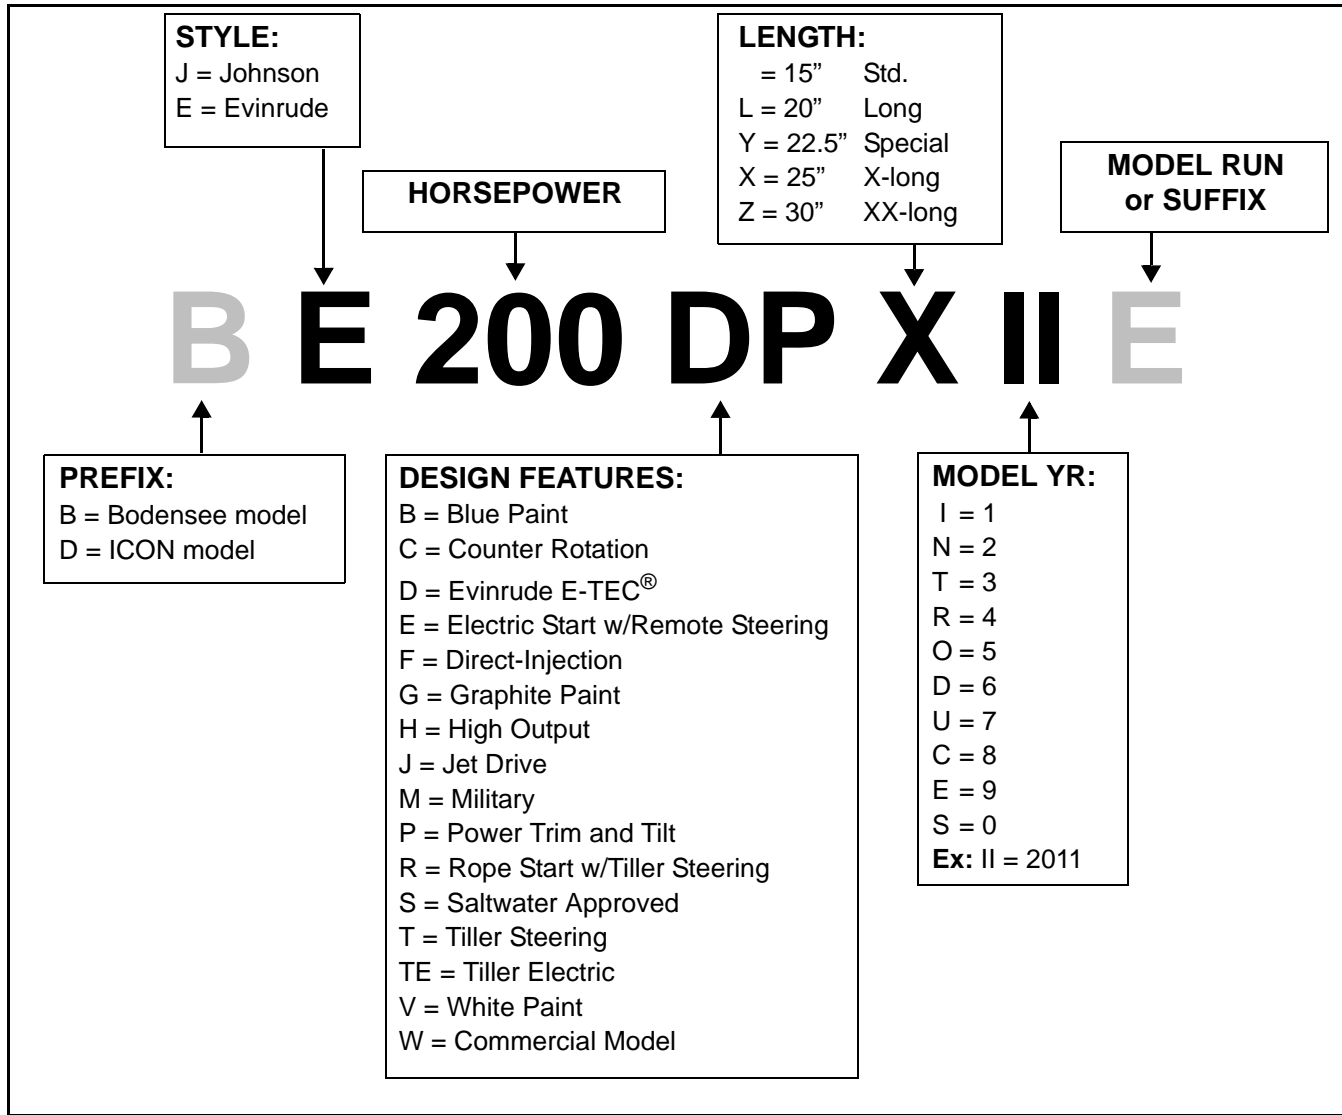 STYLE:
J = Johnson
E = Evinrude
HORSEPOWER
LENGTH:
= 15” Std.
L = 20” Long
Y = 22.5” Special
X = 25” X-long
Z = 30” XX-long
MODEL RUN
or SUFFIX
B E 200 DP X II E
PREFIX:
B = Bodensee model
D = ICON model
DESIGN FEATURES:
B = Blue Paint
C = Counter Rotation
D = Evinrude E-TEC®
E = Electric Start w/Remote Steering
F = Direct-Injection
G = Graphite Paint
H = High Output
J = Jet Drive
M = Military
P = Power Trim and Tilt
R = Rope Start w/Tiller Steering
S = Saltwater Approved
T = Tiller Steering
TE = Tiller Electric
V = White Paint
W = Commercial Model
MODEL YR:
I = 1
N = 2
T = 3
R = 4
O = 5
D = 6
U = 7
C = 8
E = 9
S = 0
Ex: II = 2011